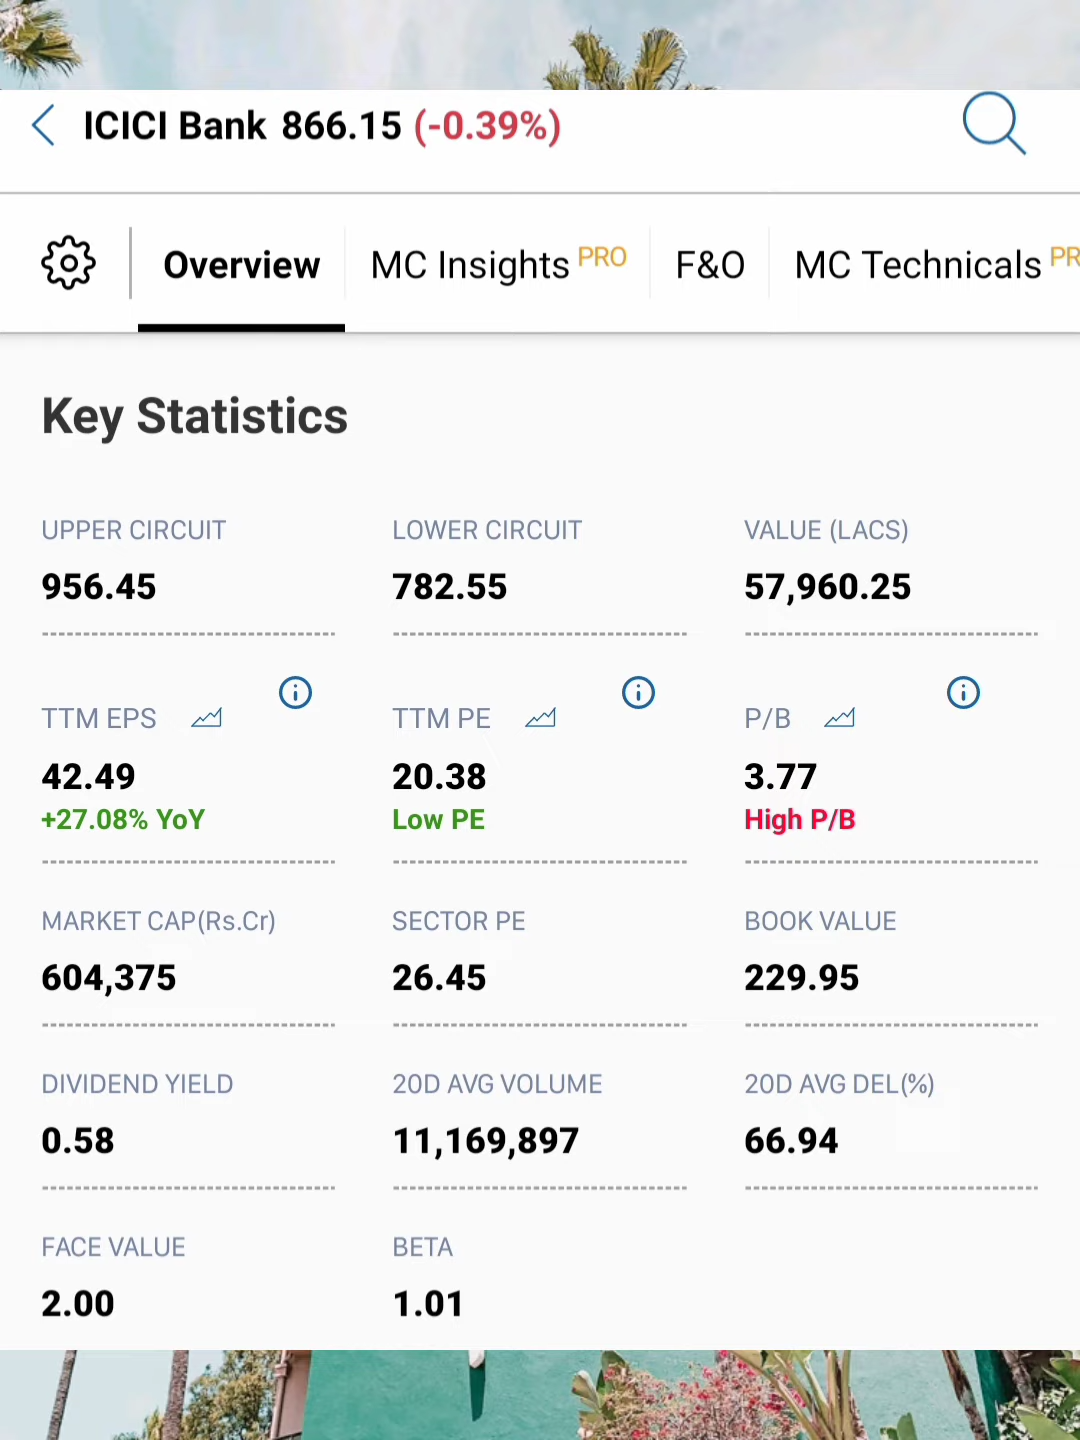 ICICI Bank 866.15 (-0.39%)
Overview MC Insights PRO F&O MC Technicals PR
Key Statistics
UPPER CIRCUIT LOWER CIRCUIT VALUE (LACS)
956.45 782.55 57,960.25
TTM EPS TTM PE P/B
42.49 20.38 3.77
+27.08% YoY Low PE High P/B
MARKET CAP(Rs.Cr) SECTOR PE BOOK VALUE
604,375 26.45 229.95
DIVIDEND YIELD 20D AVG VOLUME 20D AVG DEL(%)
0.58 11,169,897 66.94
FACE VALUE BETA
2.00 1.01